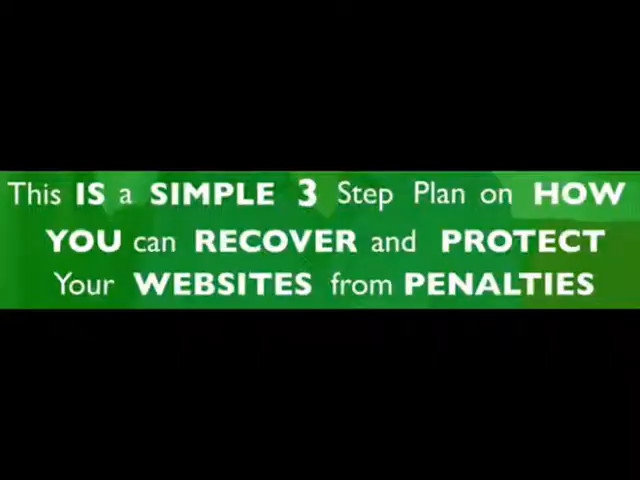 This IS a SIMPLE 3 Step Plan on HOW
YOU can RECOVER and PROTECT
Your WEBSITES from PENALTIES